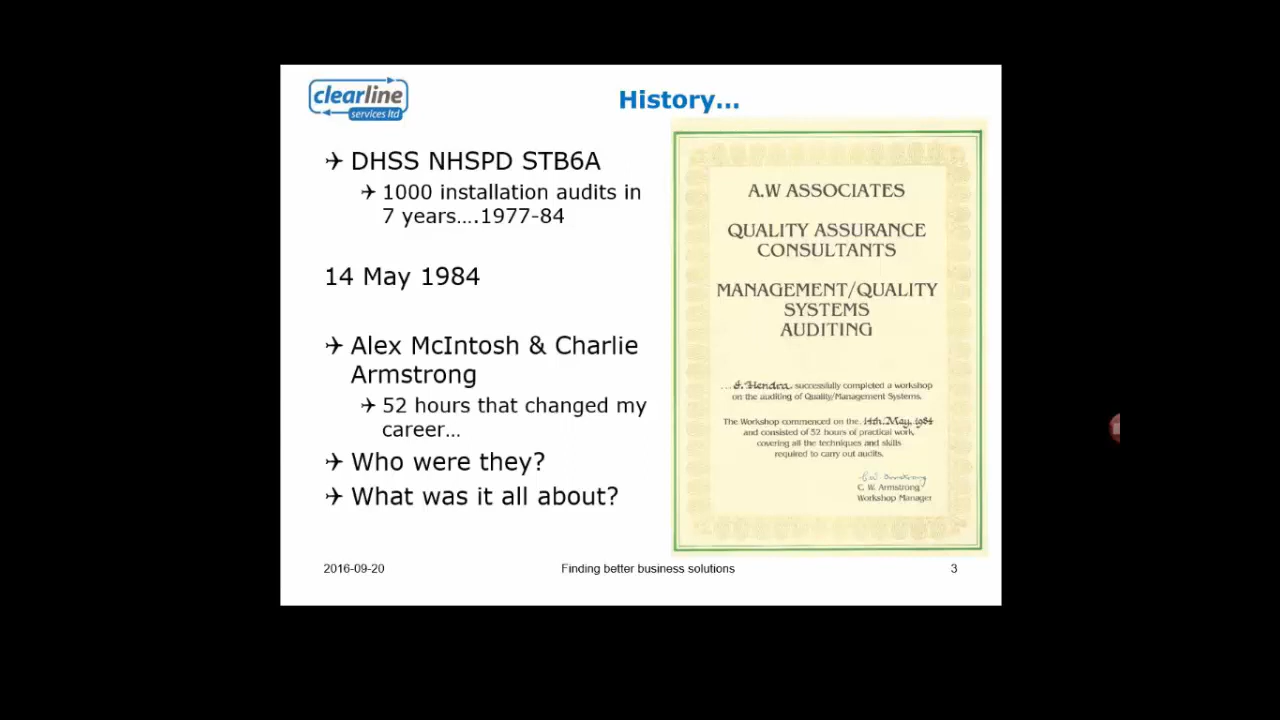 clearline
services ltd
History...
DHSS NHSPD STB6A
1000 installation audits in
7 years....1977-84
14 May 1984
Alex McIntosh & Charlie
Armstrong
52 hours that changed my
career...
Who were they?
What was it all about?
A.W ASSOCIATES
QUALITY ASSURANCE
CONSULTANTS
MANAGEMENT/QUALITY
SYSTEMS
AUDITING
Hendra successfully completed a workshop
on the auditing of Quality/Management Systems.
The Workshop commenced on the 14th. May, 1984
and consisted of 52 hours of practical work,
covering all the techniques and skills
required to carry out audits.
C. W. Armstrong
Workshop Manager
2016-09-20
Finding better business solutions
3